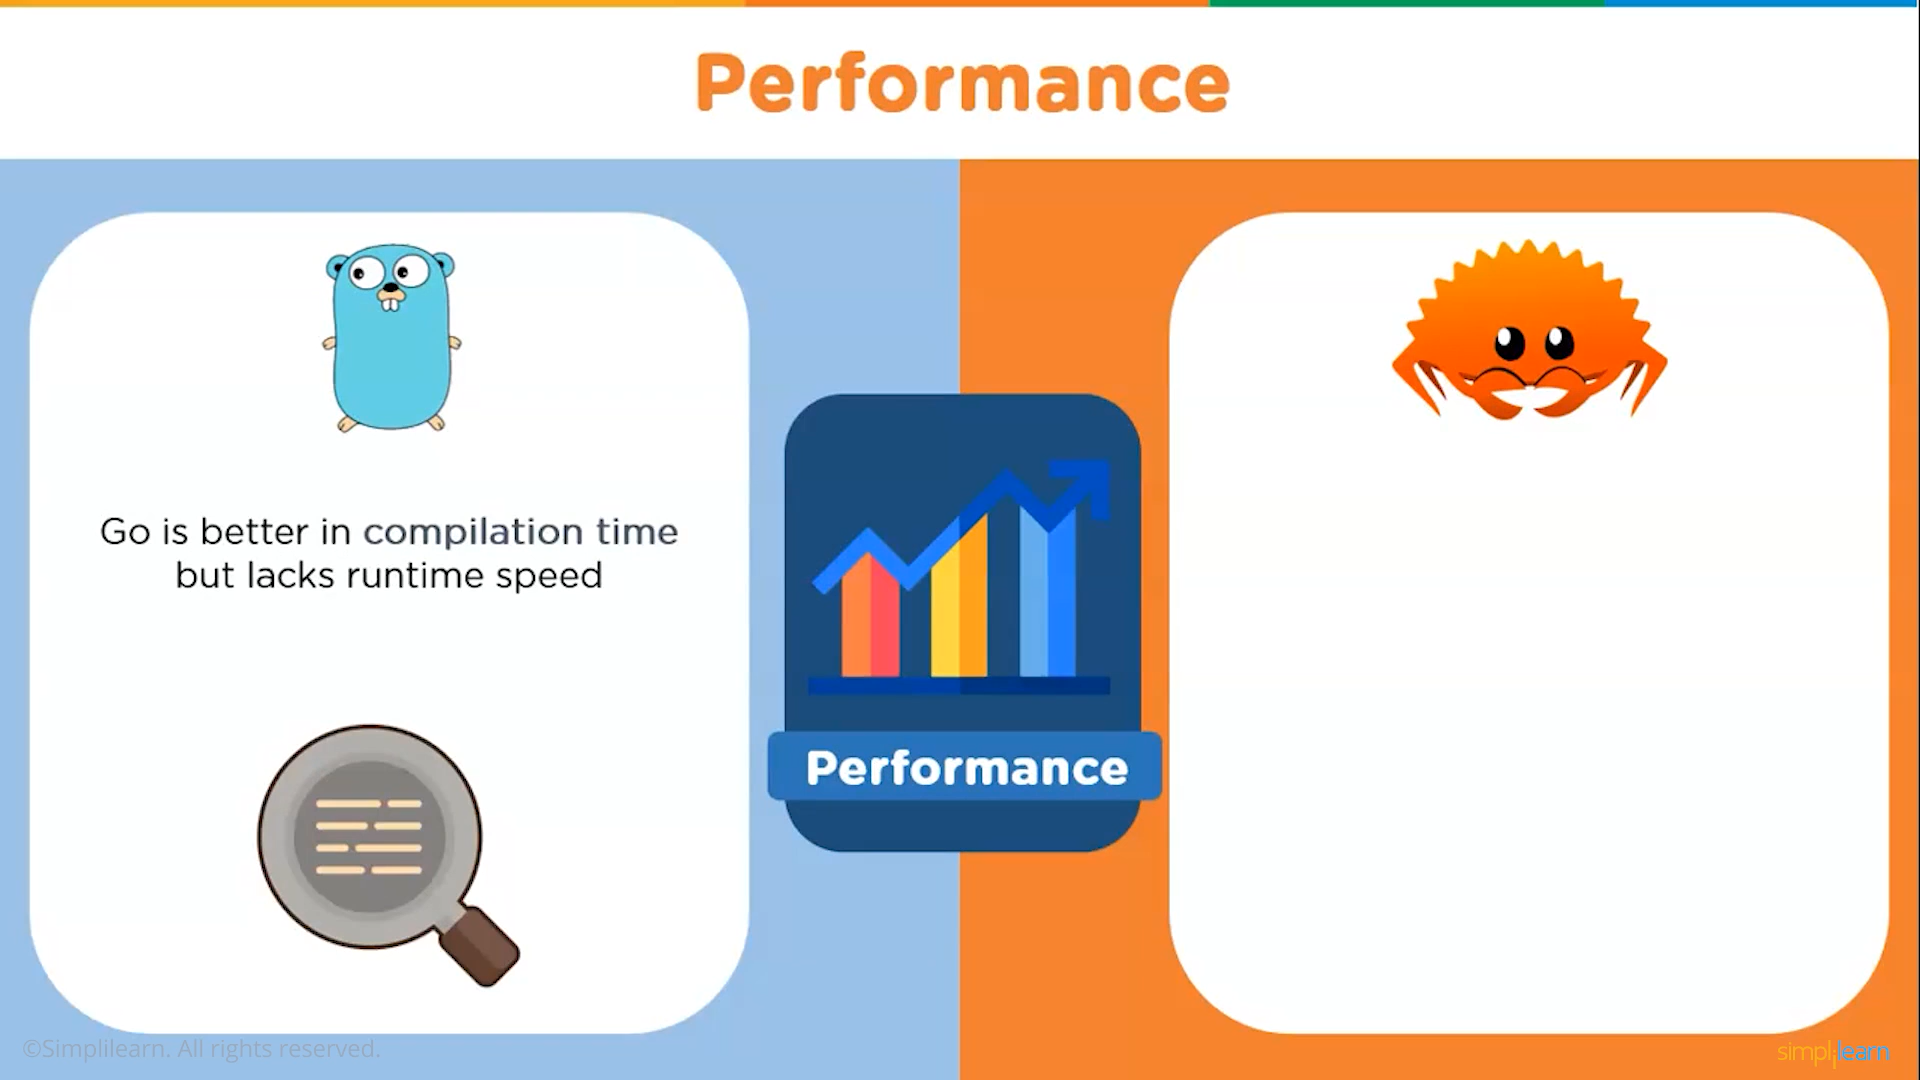 Performance
Go is better in compilation time
but lacks runtime speed
Performance
©Simplilearn. All rights reserved.
simplilearn